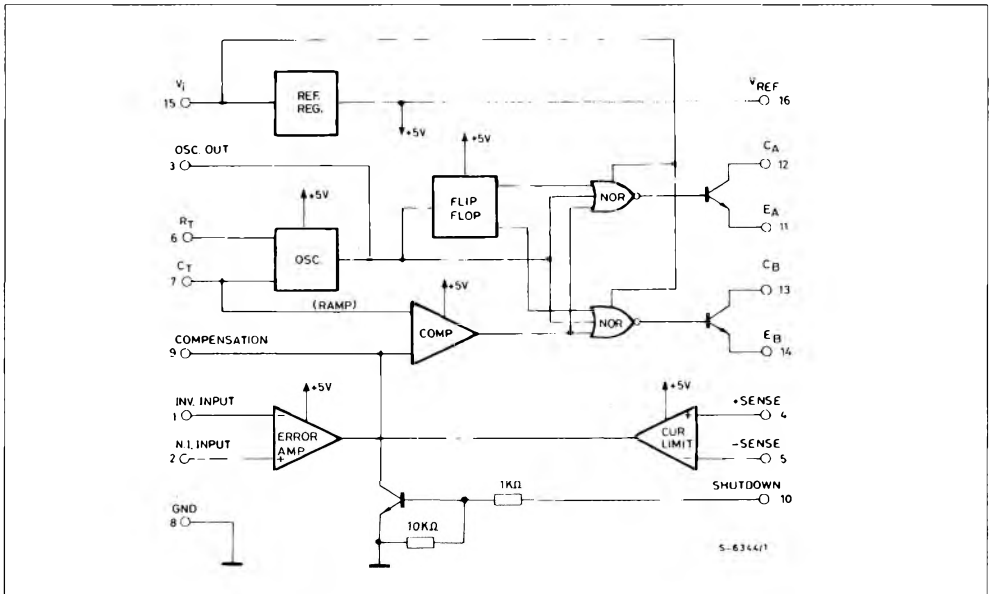 Vi
15
REF.
REG.
+5V
VREF
16
OSC. OUT
3
+5V
CA
12
FLIP
FLOP
NOR
EA
11
+5V
RT
6
OSC.
CT
7
(RAMP)
+5V
COMP
NOR
CB
13
EB
14
COMPENSATION
9
INV. INPUT
1
+5V
−
ERROR
AMP
+
N.I. INPUT
2
+5V
+
CUR
LIMIT
−
+SENSE
4
−SENSE
5
SHUTDOWN
10
1KΩ
10KΩ
GND
8
S-6344/1